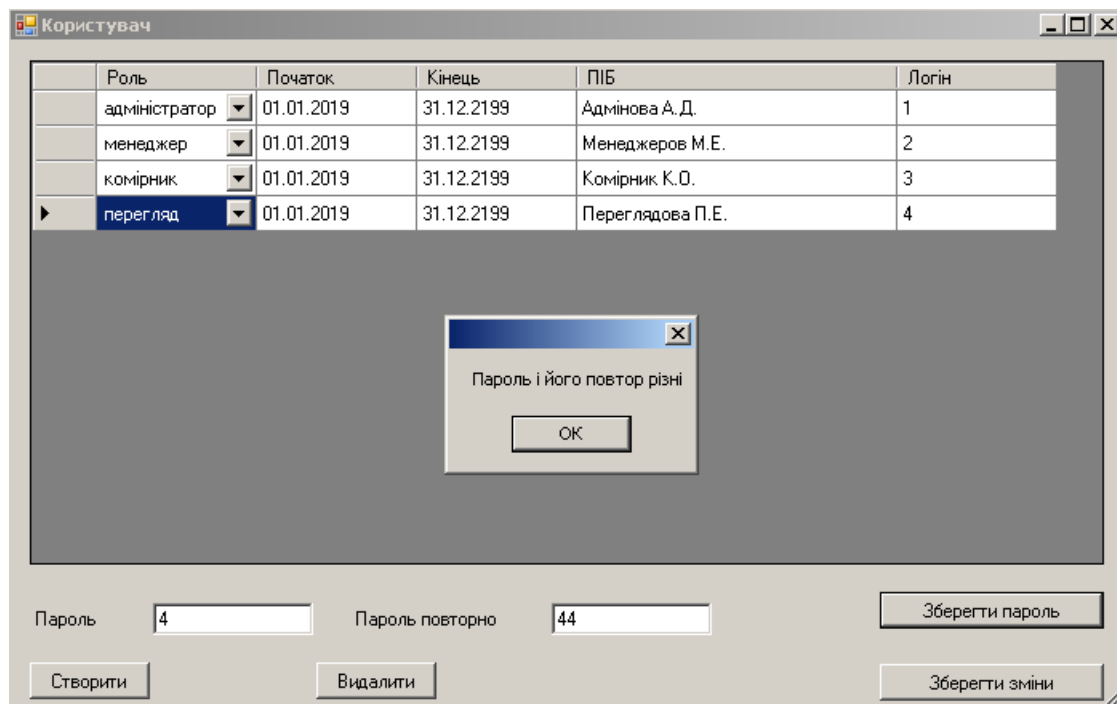 Користувач
Роль Початок Кінець ПІБ Логін
адміністратор 01.01.2019 31.12.2199 Адмінова А.Д. 1
менеджер 01.01.2019 31.12.2199 Менеджеров М.Е. 2
комірник 01.01.2019 31.12.2199 Комірник К.О. 3
перегляд 01.01.2019 31.12.2199 Переглядова П.Е. 4
Пароль і його повтор різні
OK
Пароль 4 Пароль повторно 44 Зберегти пароль
Створити Видалити Зберегти зміни